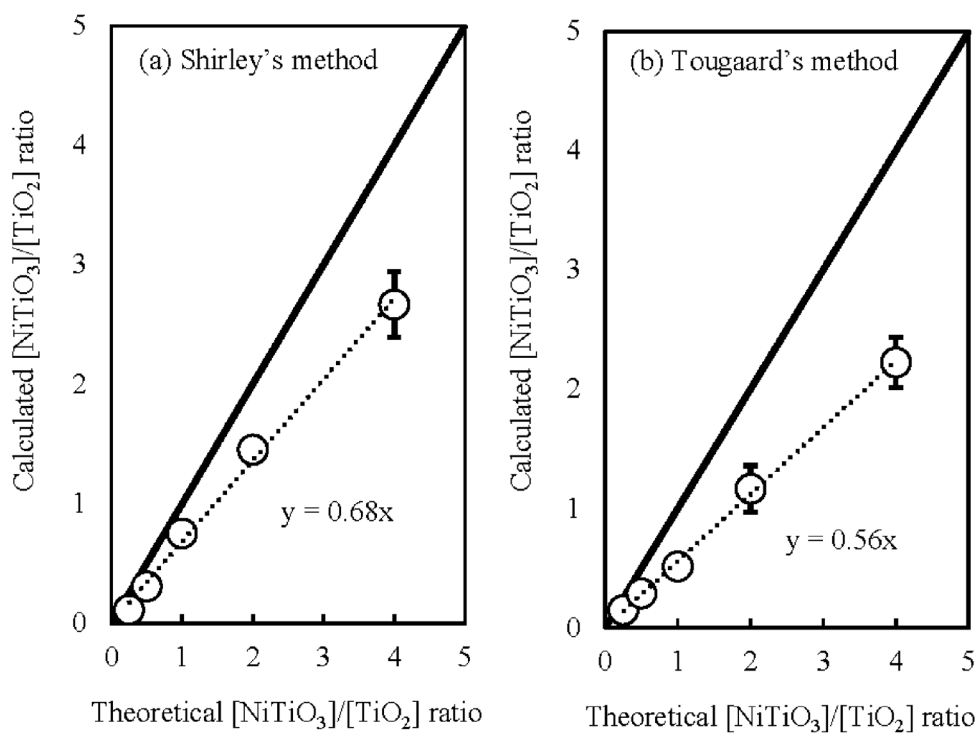 (a) Shirley's method
Calculated [NiTiO₃]/[TiO₂] ratio
5
4
3
2
1
0
y = 0.68x
0 1 2 3 4 5
Theoretical [NiTiO₃]/[TiO₂] ratio
(b) Tougaard's method
Calculated [NiTiO₃]/[TiO₂] ratio
5
4
3
2
1
0
y = 0.56x
0 1 2 3 4 5
Theoretical [NiTiO₃]/[TiO₂] ratio